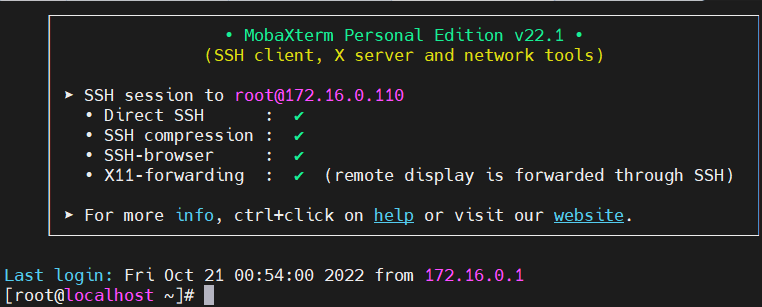 • MobaXterm Personal Edition v22.1 •
(SSH client, X server and network tools)
➤ SSH session to root@172.16.0.110
• Direct SSH : ✔
• SSH compression : ✔
• SSH-browser : ✔
• X11-forwarding : ✔ (remote display is forwarded through SSH)
➤ For more info, ctrl+click on help or visit our website.
Last login: Fri Oct 21 00:54:00 2022 from 172.16.0.1
[root@localhost ~]#